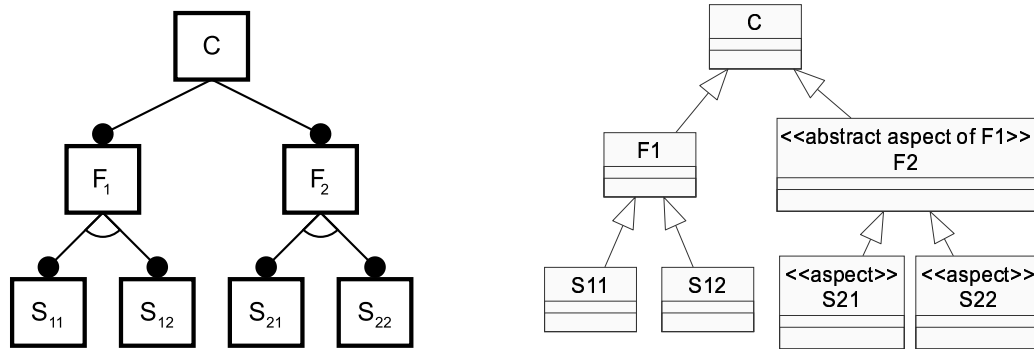 C
F₁
F₂
S₁₁
S₁₂
S₂₁
S₂₂
C
F1
<<abstract aspect of F1>>
F2
S11
S12
<<aspect>>
S21
<<aspect>>
S22